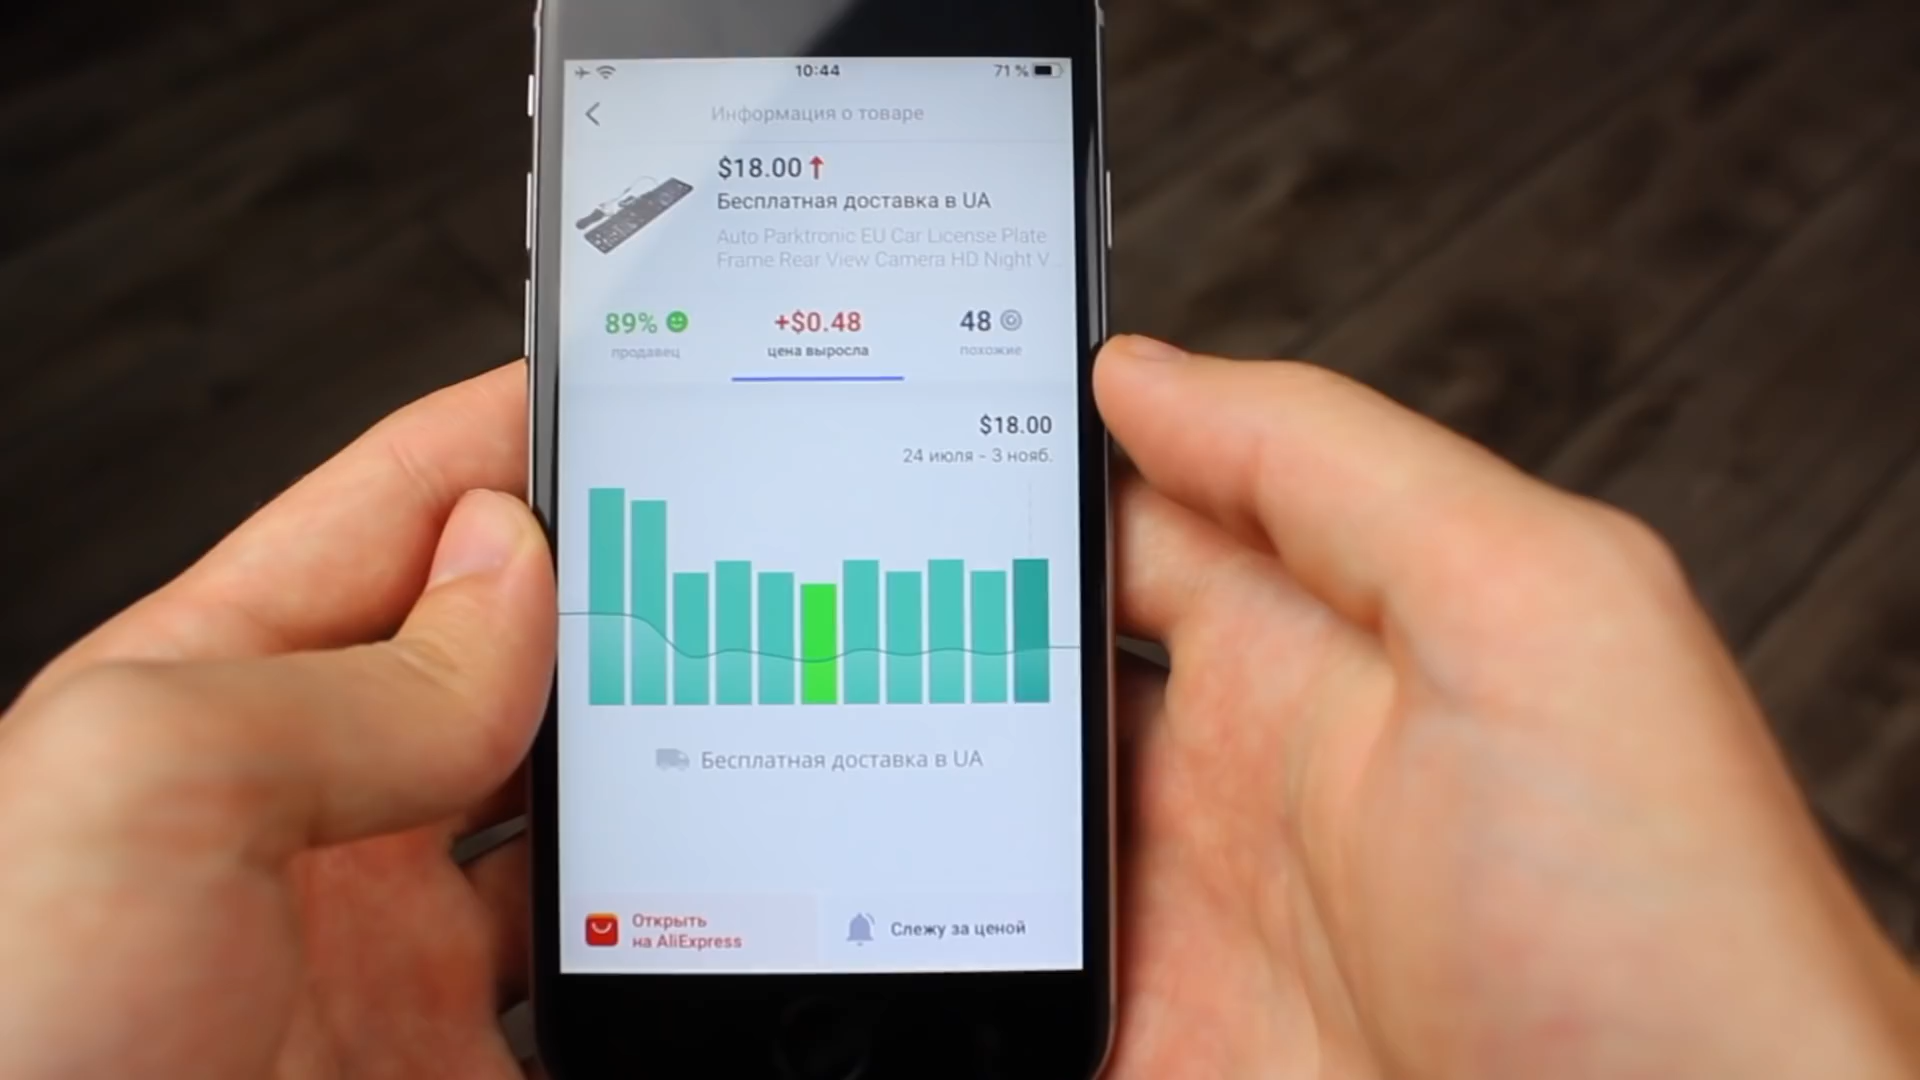 10:44
71 %
Информация о товаре
$18.00
Бесплатная доставка в UA
Auto Parktronic EU Car License Plate
Frame Rear View Camera HD Night V...
89%
+$0.48
48
продавец
цена выросла
похожие
$18.00
24 июля - 3 нояб.
Бесплатная доставка в UA
Открыть
на AliExpress
Слежу за ценой